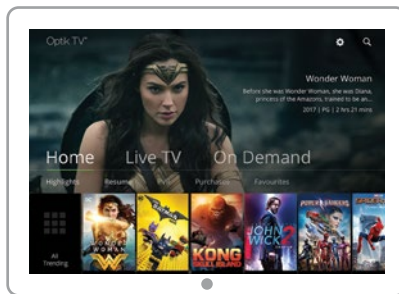 Optik TV™
Wonder Woman
Before she was Wonder Woman, she was Diana,
princess of the Amazons, trained to be an...
2017 | PG | 2 hrs 21 mins
Home Live TV On Demand
Highlights Resume PVR Purchases Favourites
All
Trending
WONDER
WOMAN
KONG
SKULL ISLAND
JOHN
WICK 2
POWER RANGERS